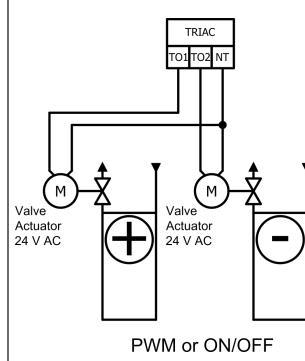 TRIAC
TO1 TO2 NT
M
M
Valve
Actuator
24 V AC
Valve
Actuator
24 V AC
PWM or ON/OFF